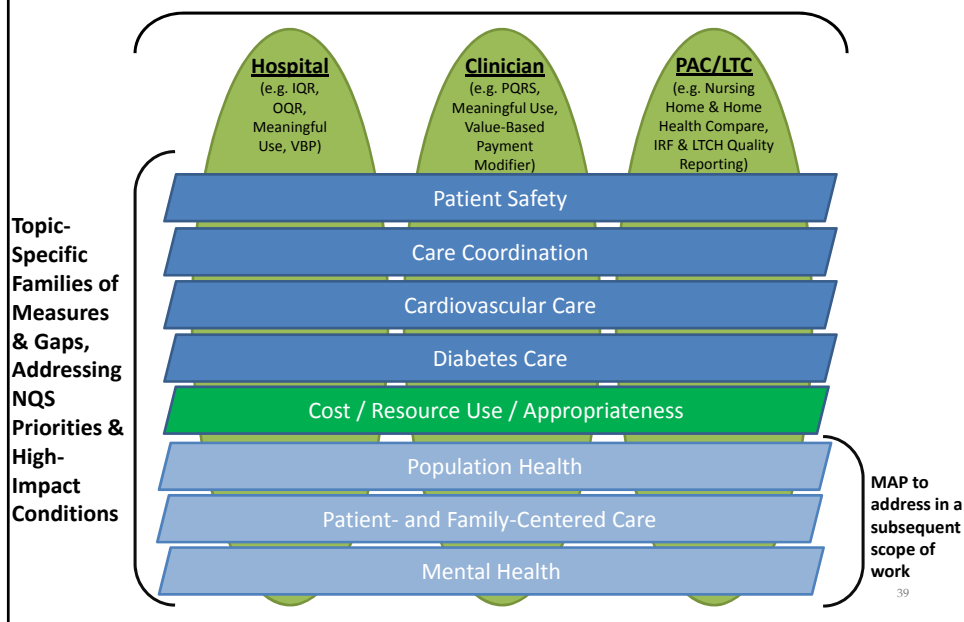 Hospital
(e.g. IQR,
OQR,
Meaningful
Use, VBP)
Clinician
(e.g. PQRS,
Meaningful Use,
Value-Based
Payment
Modifier)
PAC/LTC
(e.g. Nursing
Home & Home
Health Compare,
IRF & LTCH Quality
Reporting)
Topic-
Specific
Families of
Measures
& Gaps,
Addressing
NQS
Priorities &
High-
Impact
Conditions
Patient Safety
Care Coordination
Cardiovascular Care
Diabetes Care
Cost / Resource Use / Appropriateness
Population Health
Patient- and Family-Centered Care
Mental Health
MAP to
address in a
subsequent
scope of
work
39